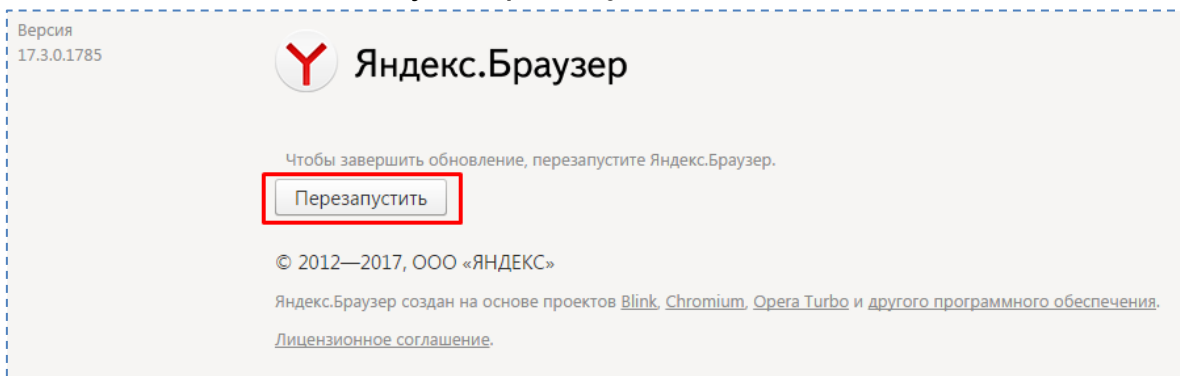 Версия
17.3.0.1785
Яндекс.Браузер
Чтобы завершить обновление, перезапустите Яндекс.Браузер.
Перезапустить
© 2012—2017, ООО «ЯНДЕКС»
Яндекс.Браузер создан на основе проектов Blink, Chromium, Opera Turbo и другого программного обеспечения.
Лицензионное соглашение.